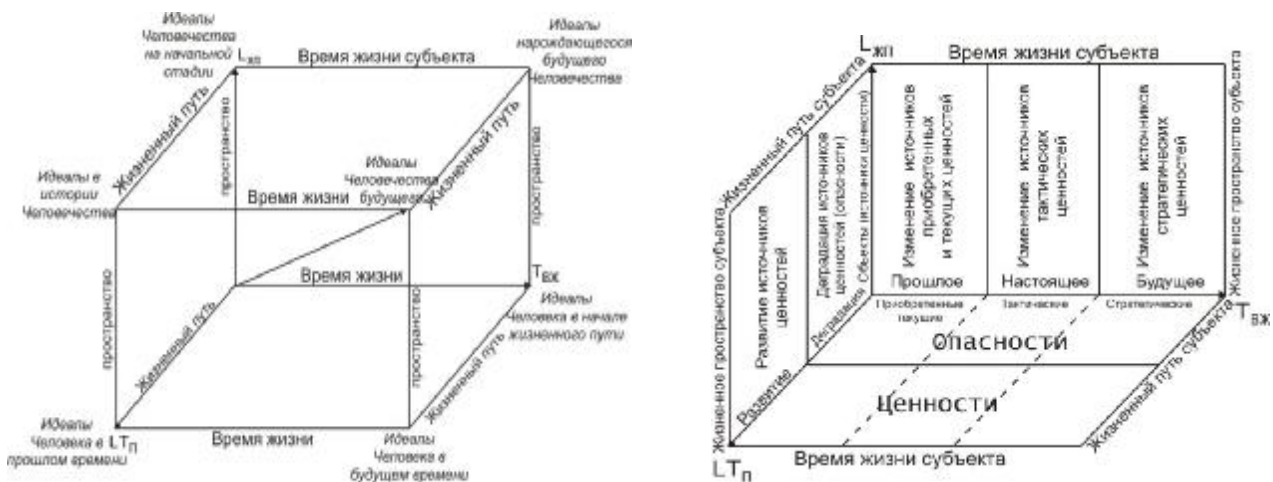 Идеалы
Человечества
на начальной
стадии
Lжп
Время жизни субъекта
Идеалы
нарождающегося
будущего
Человечества
Жизненный путь
пространство
Идеалы в
истории
Человечества
Время жизни
Идеалы
Человечества
будущего
Жизненный путь
пространство
Время жизни
Tвж
Идеалы
Человека в начале
жизненного пути
пространство
Жизненный путь
пространство
Жизненный путь
Идеалы
Человека в
прошлом времени
LTп
Время жизни
Идеалы
Человека в
будущем времени
Lжп
Время жизни субъекта
Жизненный путь субъекта
Жизненное пространство субъекта
Развитие источников
ценностей
Деградация источников
ценности (опасности)
Объекты (источники ценности)
Изменение источников
приобретенных
и текущих ценностей
Изменение источников
тактических
ценностей
Изменение источников
стратегических
ценностей
Жизненное пространство субъекта
Прошлое
Настоящее
Будущее
Приобретенные
текущие
Тактические
Стратегические
Tвж
Деградация
Развитие
Опасности
Ценности
Жизненный путь субъекта
LTп
Время жизни субъекта